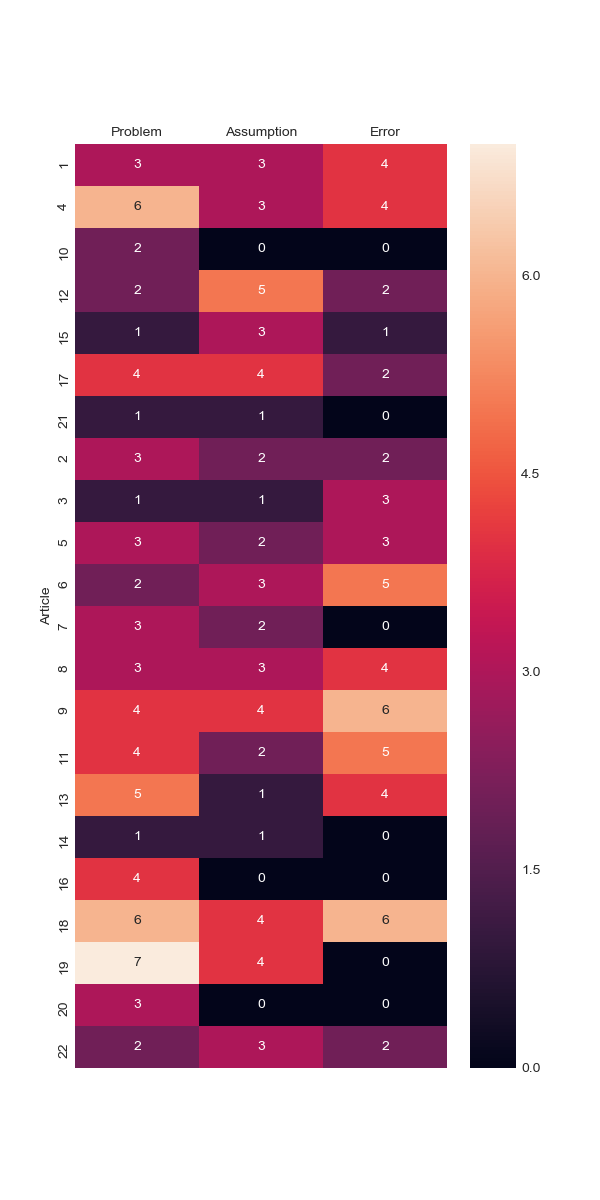 Problem Assumption Error
1 3 3 4
4 6 3 4
10 2 0 0
12 2 5 2
15 1 3 1
17 4 4 2
21 1 1 0
2 3 2 2
3 1 1 3
5 3 2 3
6 2 3 5
7 3 2 0
8 3 3 4
9 4 4 6
11 4 2 5
13 5 1 4
14 1 1 0
16 4 0 0
18 6 4 6
19 7 4 0
20 3 0 0
22 2 3 2
Article
6.0
4.5
3.0
1.5
0.0